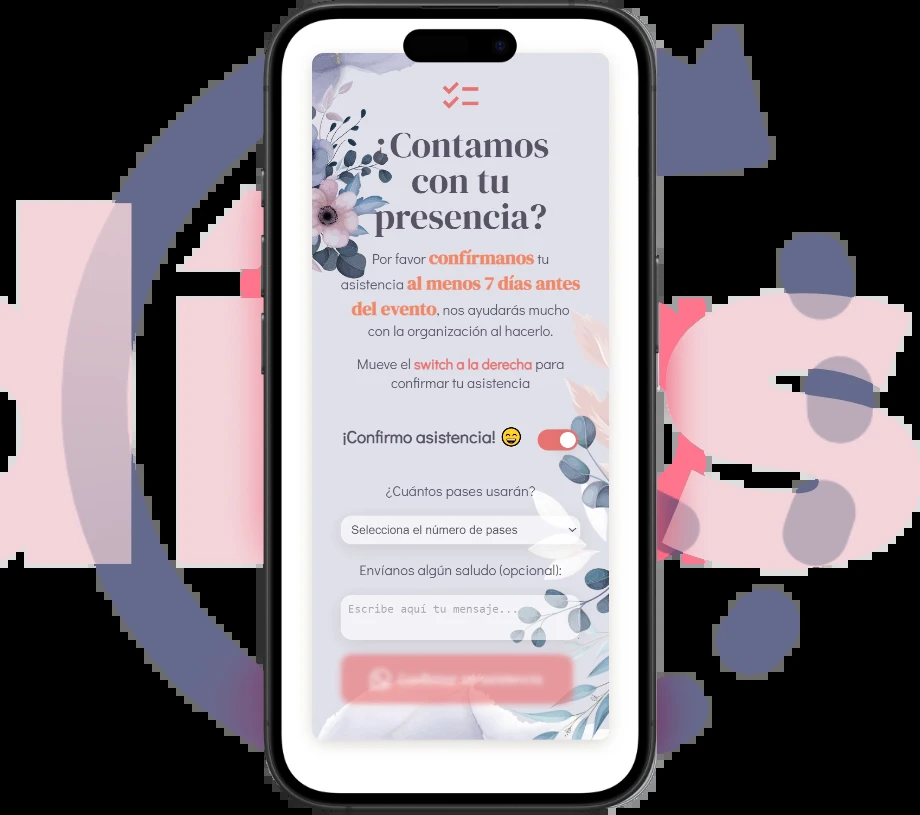 ¿Contamos
con tu
presencia?
Por favor confírmanos tu
asistencia al menos 7 días antes
del evento, nos ayudarás mucho
con la organización al hacerlo.
Mueve el switch a la derecha para
confirmar tu asistencia
¡Confirmo asistencia! 😄
¿Cuántos pases usarán?
Selecciona el número de pases
Envíanos algún saludo (opcional):
Escribe aquí tu mensaje...